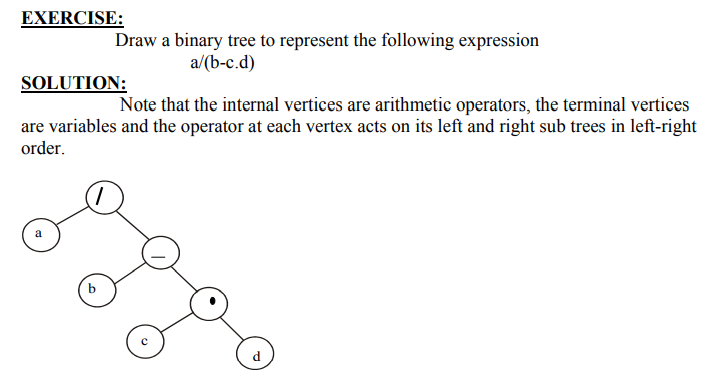 EXERCISE:
Draw a binary tree to represent the following expression
a/(b-c.d)
SOLUTION:
Note that the internal vertices are arithmetic operators, the terminal vertices
are variables and the operator at each vertex acts on its left and right sub trees in left-right
order.
/
a
–
b
•
c
d